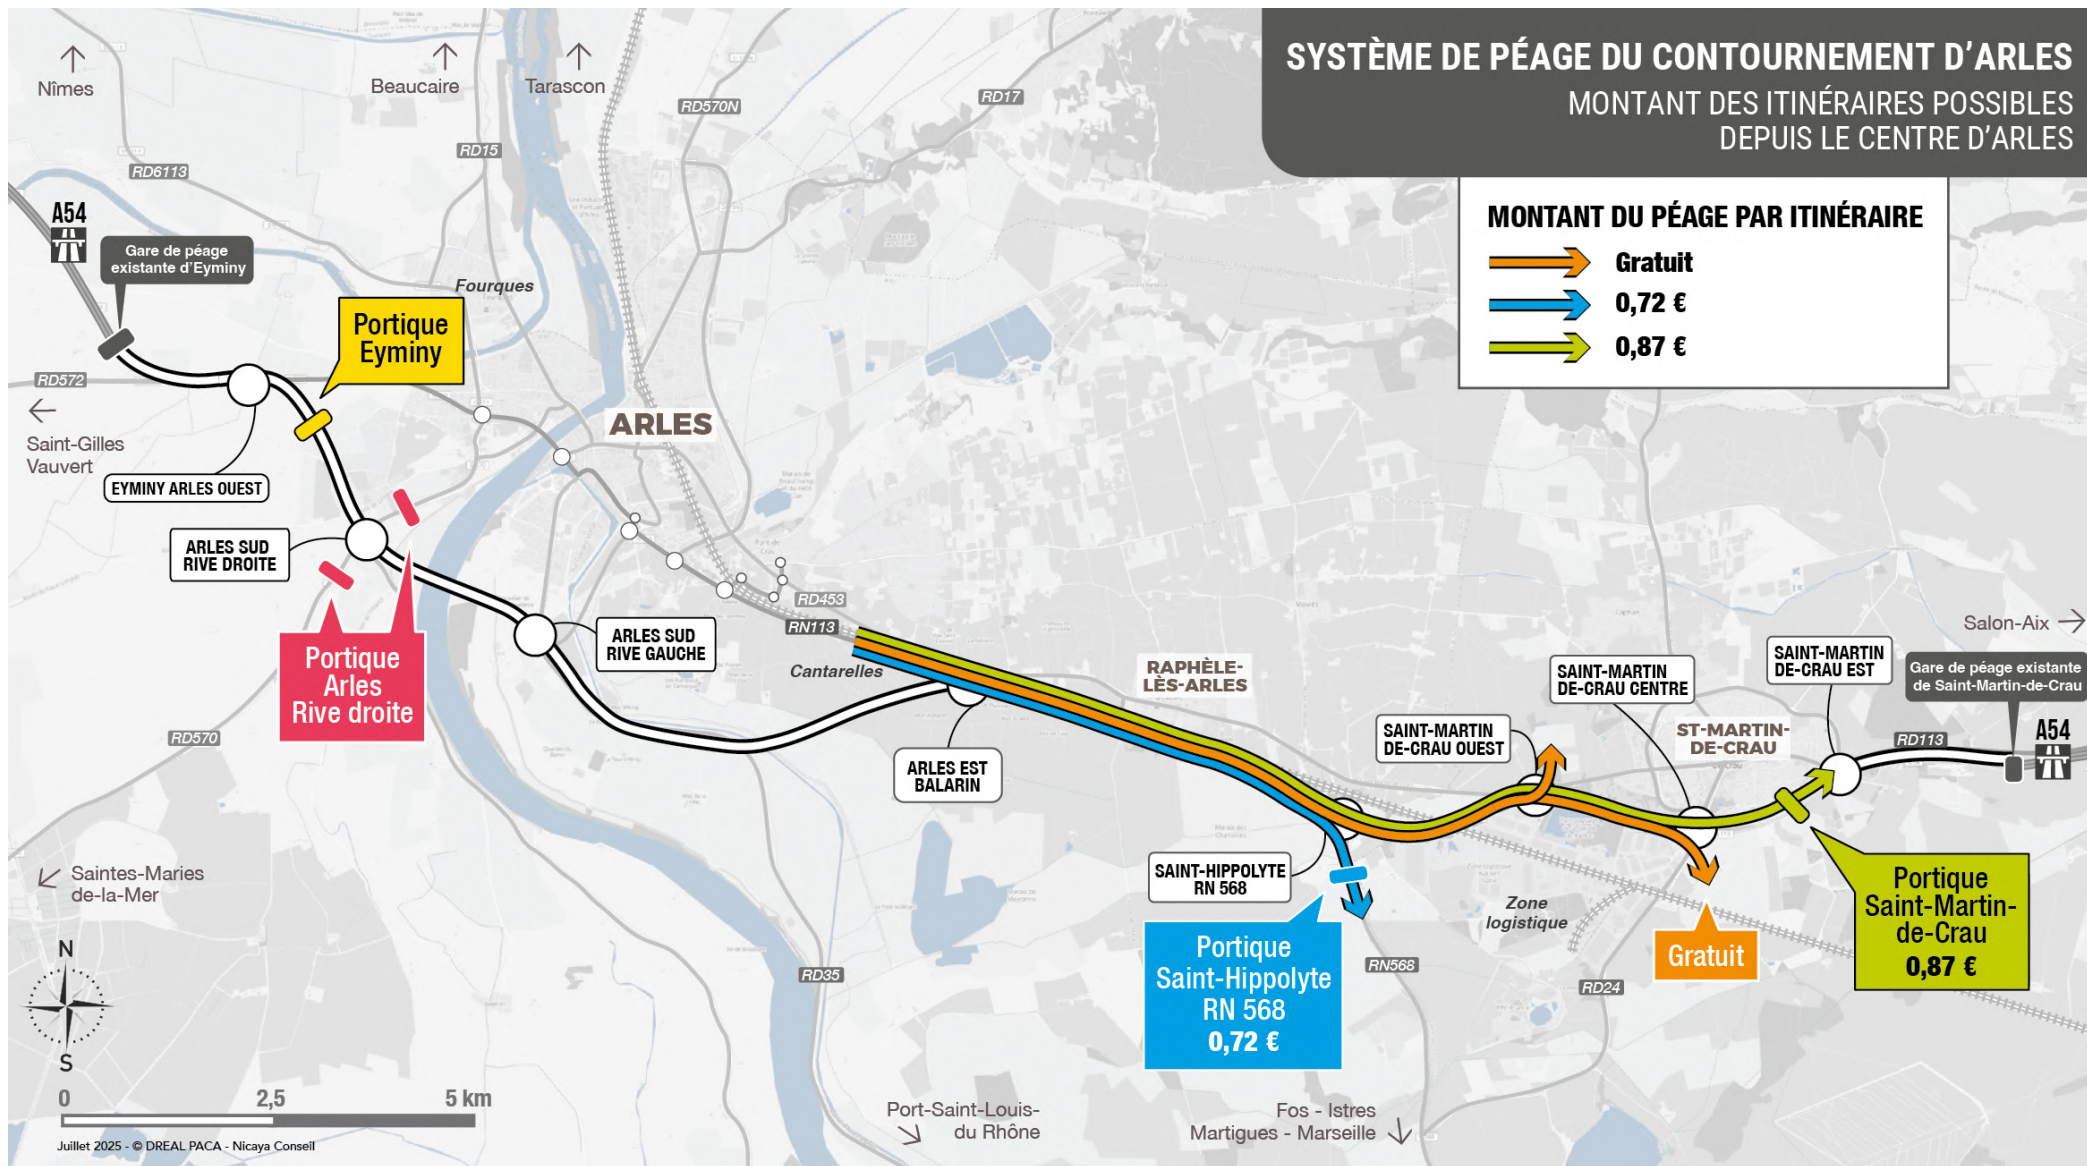 SYSTÈME DE PÉAGE DU CONTOURNEMENT D'ARLES
MONTANT DES ITINÉRAIRES POSSIBLES
DEPUIS LE CENTRE D'ARLES
MONTANT DU PÉAGE PAR ITINÉRAIRE
Gratuit
0,72 €
0,87 €
Nîmes
Beaucaire
Tarascon
RD570N
RD17
RD15
RD6113
A54
Gare de péage
existante d'Eyminy
Fourques
Portique
Eyminy
RD572
Saint-Gilles
Vauvert
ARLES
EYMINY ARLES OUEST
ARLES SUD
RIVE DROITE
ARLES SUD
RIVE GAUCHE
Portique
Arles
Rive droite
RD570
RD453
RN113
Cantarelles
RAPHÈLE-
LÈS-ARLES
ARLES EST
BALARIN
SAINT-MARTIN
DE-CRAU OUEST
SAINT-MARTIN
DE-CRAU CENTRE
SAINT-MARTIN
DE-CRAU EST
ST-MARTIN-
DE-CRAU
Salon-Aix
Gare de péage existante
de Saint-Martin-de-Crau
RD113
A54
SAINT-HIPPOLYTE
RN 568
Portique
Saint-Hippolyte
RN 568
0,72 €
Zone
logistique
Gratuit
Portique
Saint-Martin-
de-Crau
0,87 €
RN568
RD24
RD35
Saintes-Maries
de-la-Mer
N
S
0
2,5
5 km
Port-Saint-Louis-
du Rhône
Fos - Istres
Martigues - Marseille
Juillet 2025 - © DREAL PACA - Nicaya Conseil